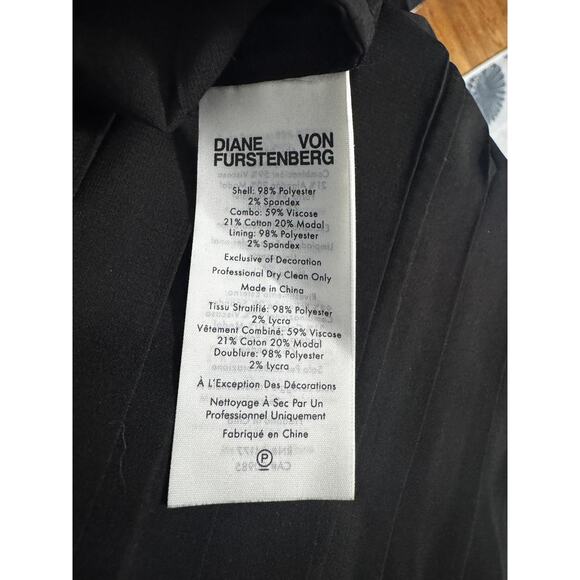 DIANE VON
FURSTENBERG
Shell: 98% Polyester
2% Spandex
Combo: 59% Viscose
21% Cotton 20% Modal
Lining: 98% Polyester
2% Spandex
Exclusive of Decoration
Professional Dry Clean Only
Made in China
Tissu Stratifié: 98% Polyester
2% Lycra
Vêtement Combiné: 59% Viscose
21% Coton 20% Modal
Doublure: 98% Polyester
2% Lycra
À L'Exception Des Décorations
Nettoyage À Sec Par Un
Professionnel Uniquement
Fabriqué en Chine
P